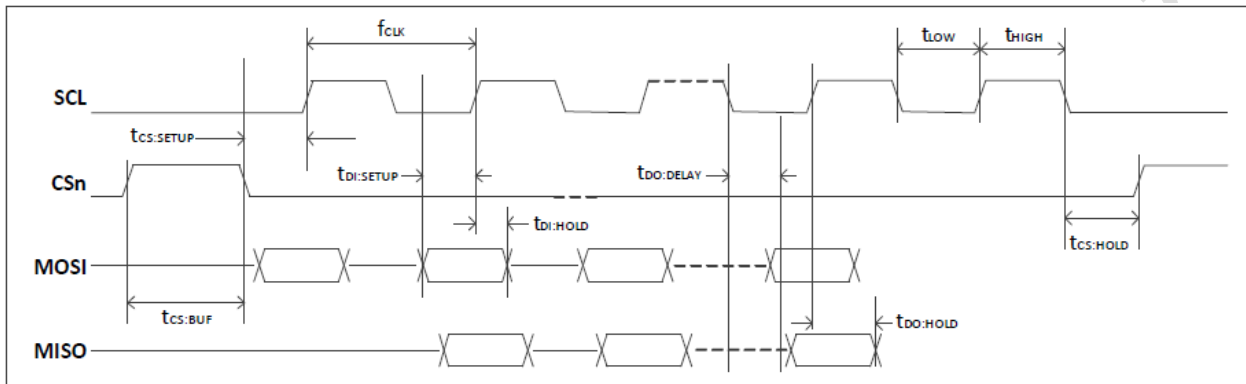 fCLK
tLOW
tHIGH
SCL
tCS:SETUP
CSn
tDI:SETUP
tDO:DELAY
tDI:HOLD
tCS:HOLD
MOSI
tCS:BUF
tDO:HOLD
MISO